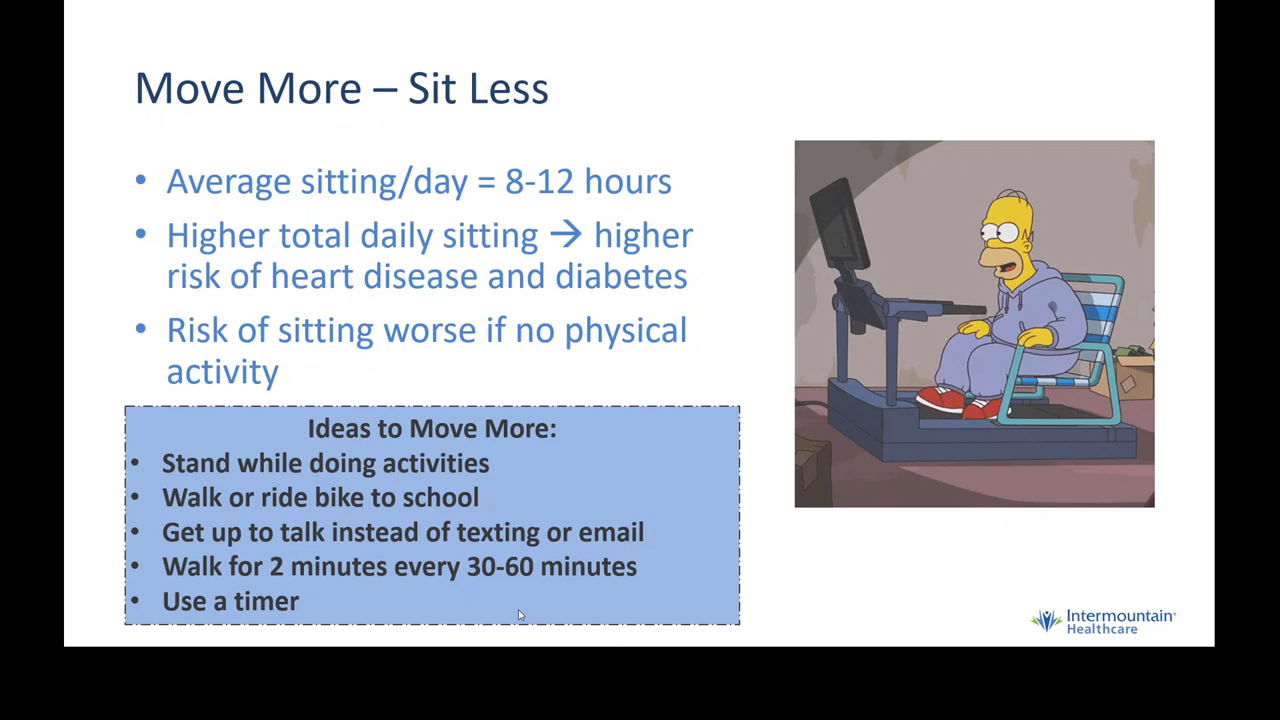 Move More – Sit Less
• Average sitting/day = 8-12 hours
• Higher total daily sitting → higher
risk of heart disease and diabetes
• Risk of sitting worse if no physical
activity
Ideas to Move More:
• Stand while doing activities
• Walk or ride bike to school
• Get up to talk instead of texting or email
• Walk for 2 minutes every 30-60 minutes
• Use a timer
Intermountain
Healthcare